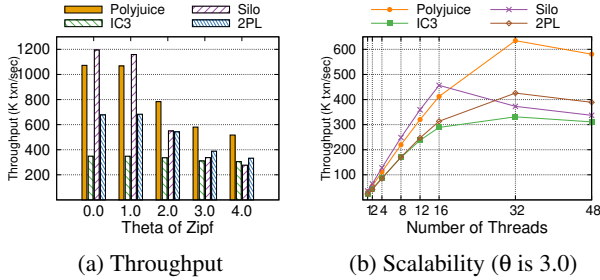 Polyjuice
Silo
IC3
2PL
Throughput (K txn/sec)
1200
1000
800
600
400
200
0.0 1.0 2.0 3.0 4.0
Theta of Zipf
(a) Throughput
Polyjuice
Silo
IC3
2PL
Throughput (K txn/sec)
600
500
400
300
200
100
0
1 2 4 8 12 16 32 48
Number of Threads
(b) Scalability (θ is 3.0)